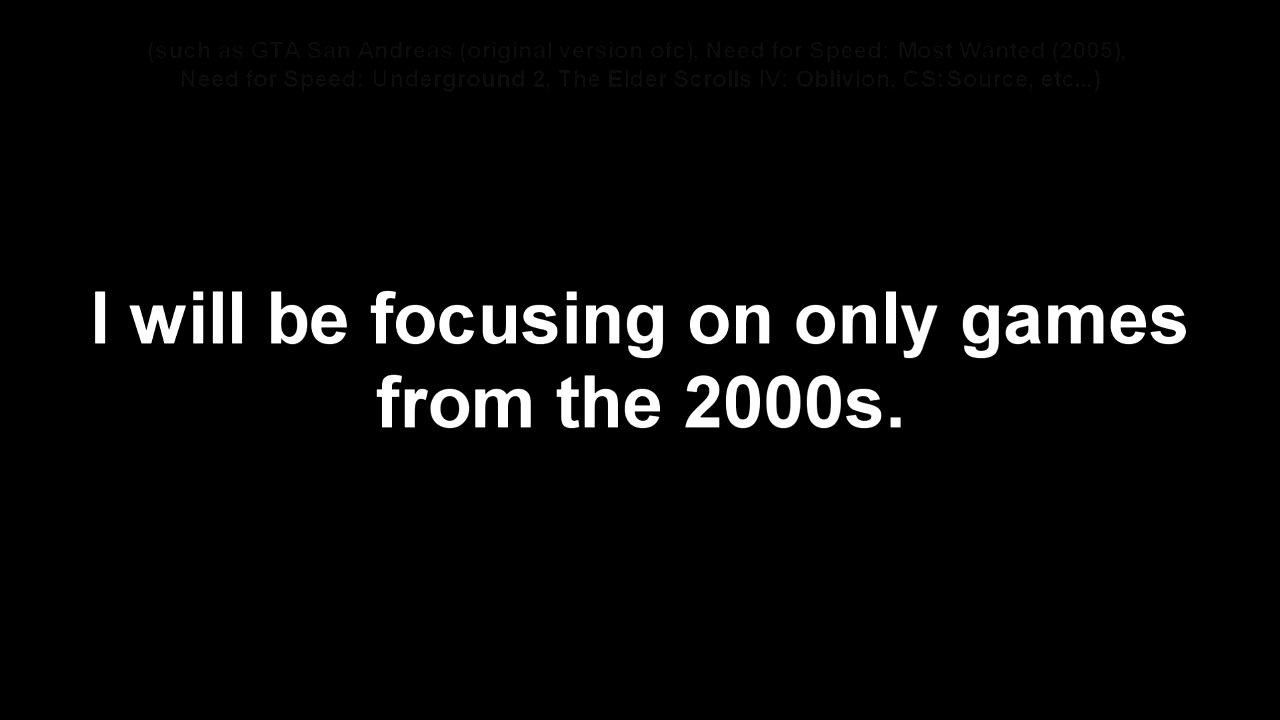 (such as GTA San Andreas (original version ofc), Need for Speed: Most Wanted (2005),
Need for Speed: Underground 2, The Elder Scrolls IV: Oblivion, CS:Source, etc...)
I will be focusing on only games
from the 2000s.